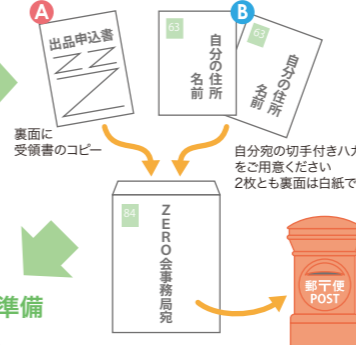 A
出品申込書
裏面に
受領書のコピー
63
自分の住所
名前
B
63
自分の住所
名前
自分宛の切手付きハガ
をご用意ください
2枚とも裏面は白紙で
84
ZERO会事務局宛
郵〒便
POST
準備